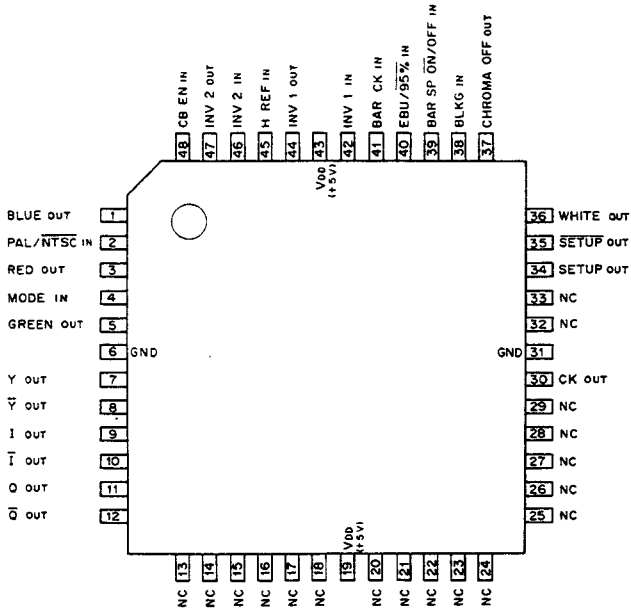 48 CB EN IN
47 INV 2 OUT
46 INV 2 IN
45 H REF IN
44 INV 1 OUT
43 VDD (+5V)
42 INV 1 IN
41 BAR CK IN
40 EBU/9̅5̅%̅ IN
39 BAR SP O̅N̅/OFF IN
38 BLKG IN
37 CHROMA OFF OUT
BLUE OUT 1
PAL/N̅T̅S̅C̅ IN 2
RED OUT 3
MODE IN 4
GREEN OUT 5
6 GND
Y OUT 7
Y̅ OUT 8
I OUT 9
I̅ OUT 10
Q OUT 11
Q̅ OUT 12
36 WHITE OUT
35 S̅E̅T̅U̅P̅ OUT
34 SETUP OUT
33 NC
32 NC
GND 31
30 CK OUT
29 NC
28 NC
27 NC
26 NC
25 NC
NC 13
NC 14
NC 15
NC 16
NC 17
NC 18
19 VDD (+5V)
NC 20
NC 21
NC 22
NC 23
NC 24